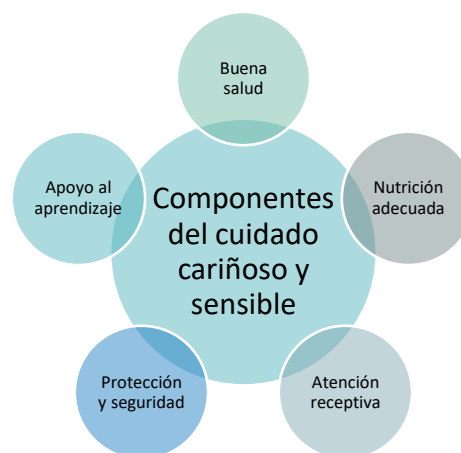 Buena
salud
Apoyo al
aprendizaje
Componentes
del cuidado
cariñoso y
sensible
Nutrición
adecuada
Protección
y seguridad
Atención
receptiva